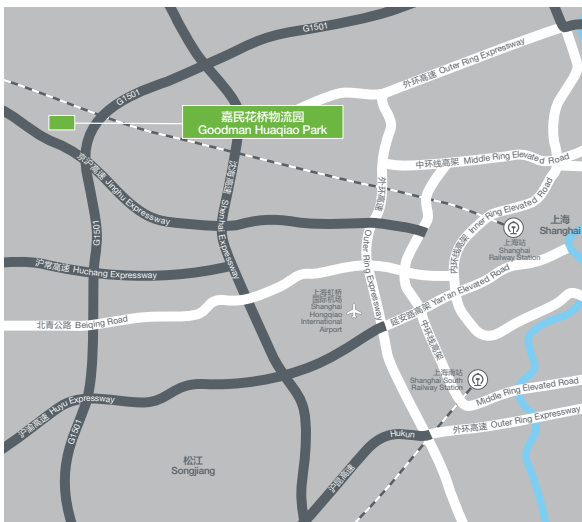 G1501
外环高速 Outer Ring Expressway
G1501
嘉民花桥物流园
Goodman Huaqiao Park
中环线高架 Middle Ring Elevated Road
京沪高速 Jinghu Expressway
沈海高速 Shenhai Expressway
外环高速
Outer Ring Expressway
内环线高架 Inner Ring Elevated Road
上海
Shanghai
G1501
上海站
Shanghai
Railway Station
沪常高速 Huchang Expressway
上海虹桥
国际机场
Shanghai
Hongqiao
International
Airport
延安路高架 Yan'an Elevated Road
北青公路 Beiqing Road
中环线高架
上海南站
Shanghai South
Railway Station
Middle Ring Elevated Road
沪渝高速 Huyu Expressway
G1501
外环高速 Outer Ring Expressway
Hukun
沪昆高速
松江
Songjiang